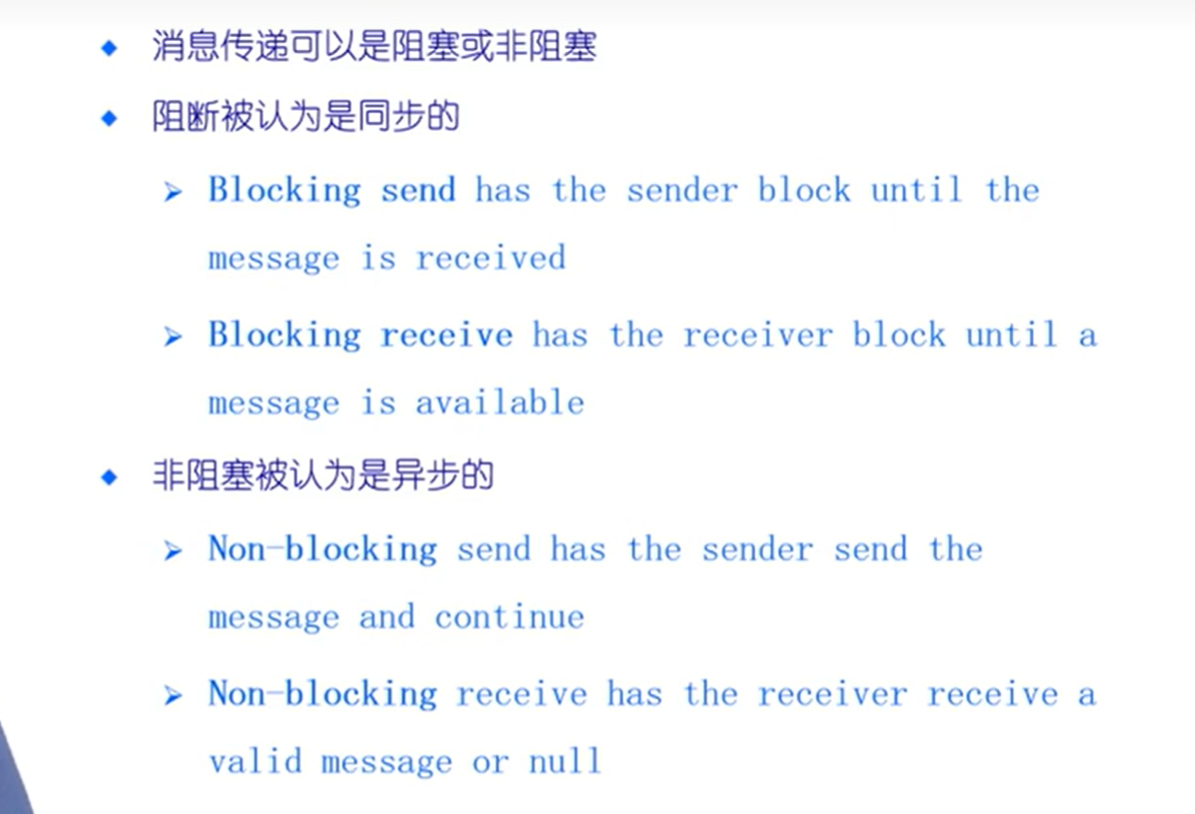 消息传递可以是阻塞或非阻塞
阻断被认为是同步的
Blocking send has the sender block until the
message is received
Blocking receive has the receiver block until a
message is available
非阻塞被认为是异步的
Non-blocking send has the sender send the
message and continue
Non-blocking receive has the receiver receive a
valid message or null